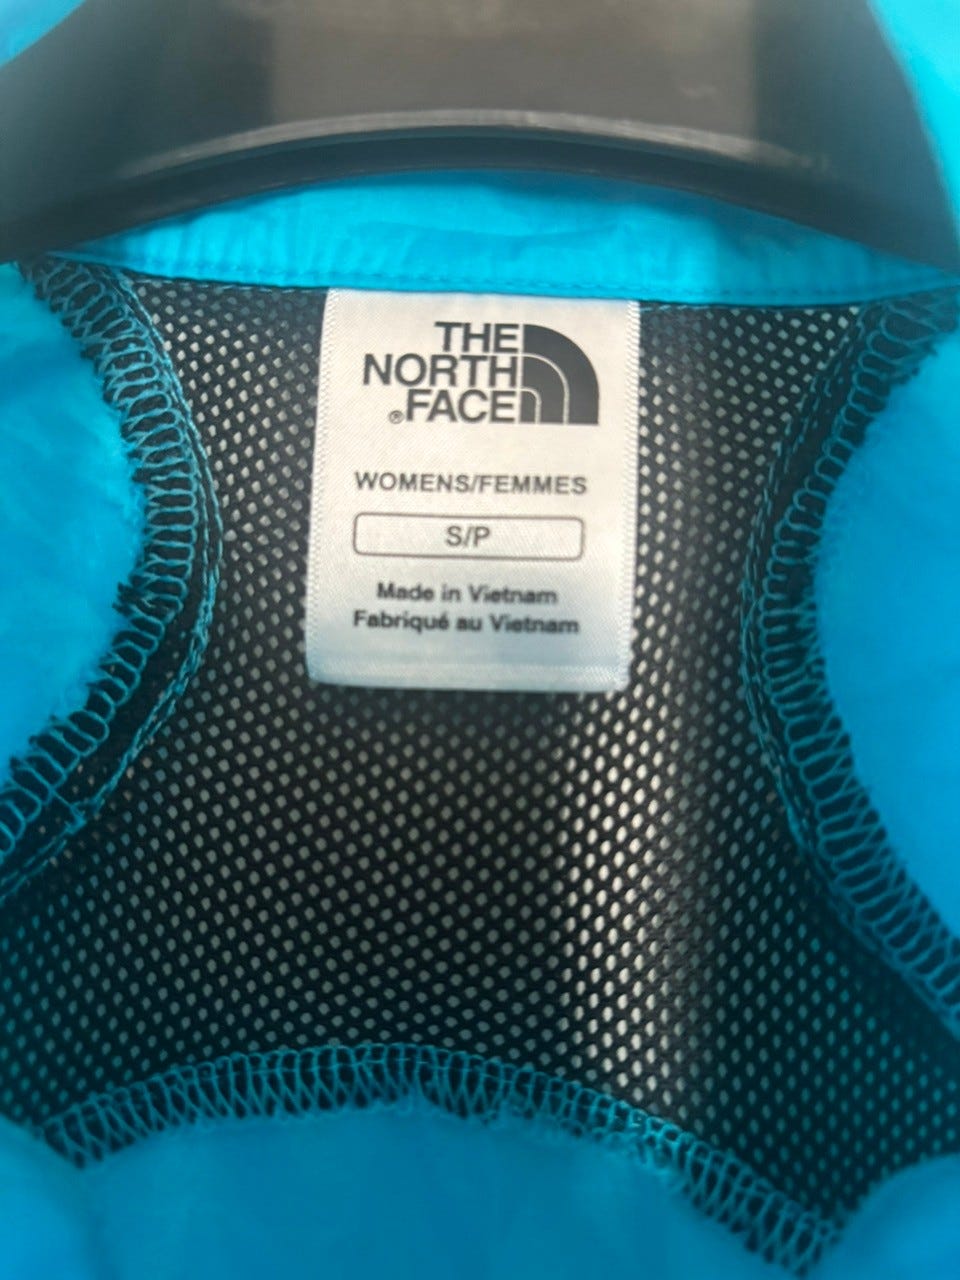 THE
NORTH
®FACE
WOMENS/FEMMES
S/P
Made in Vietnam
Fabriqué au Vietnam